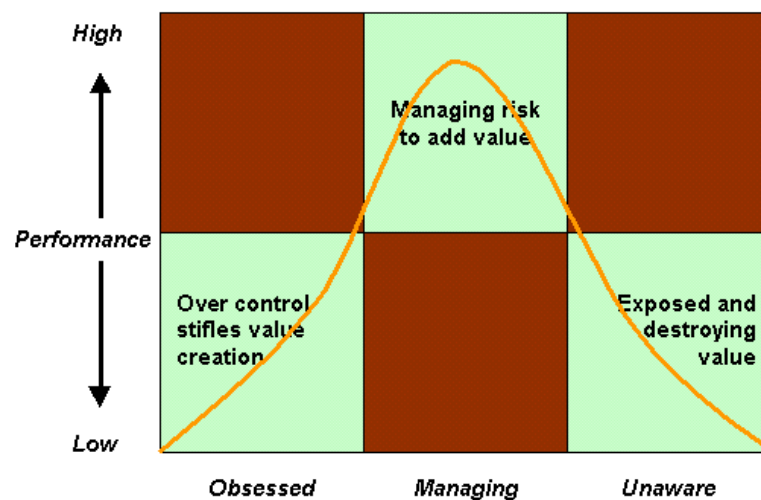 High
Managing risk
to add value
Performance
Over control
stifles value
creation
Exposed and
destroying
value
Low
Obsessed
Managing
Unaware